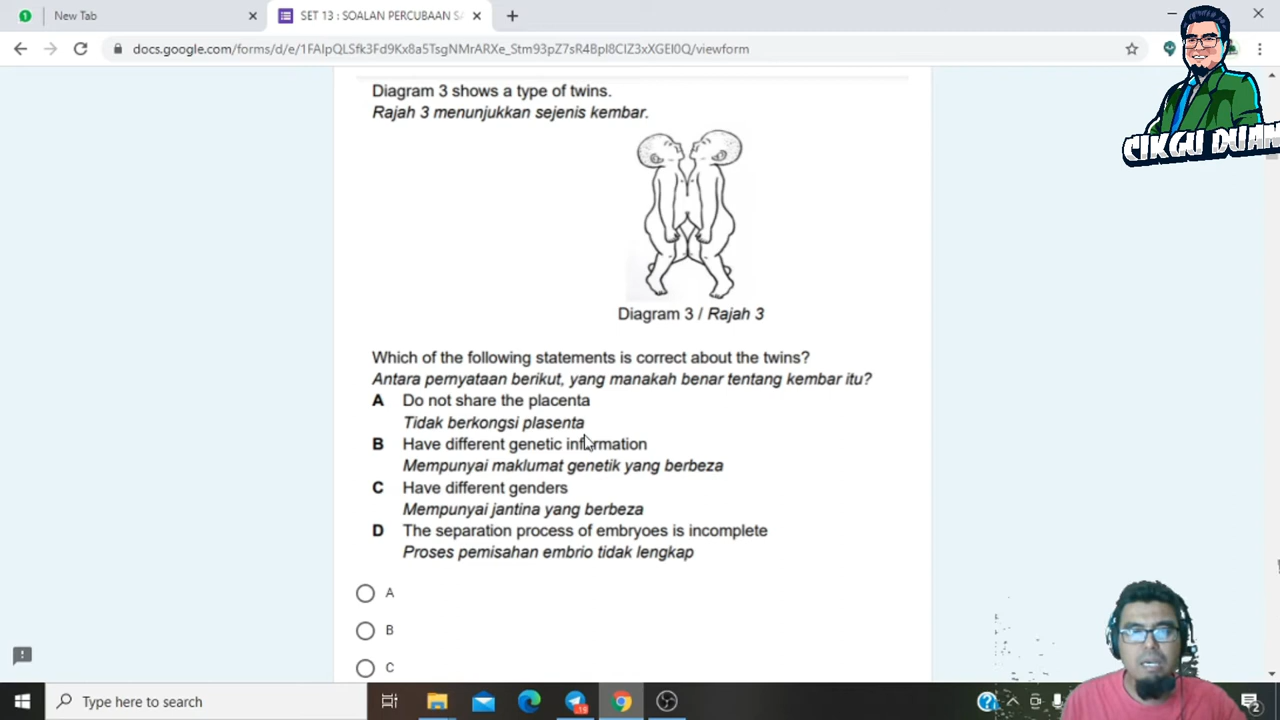 New Tab
SET 13 : SOALAN PERCUBAAN SA
docs.google.com/forms/d/e/1FAIpQLSfk3Fd9Kx8a5TsgNMrARXe_Stm93pZ7sR4BpI8CIZ3xXGEI0Q/viewform
CIKGU DUAN
Diagram 3 shows a type of twins.
Rajah 3 menunjukkan sejenis kembar.
Diagram 3 / Rajah 3
Which of the following statements is correct about the twins?
Antara pernyataan berikut, yang manakah benar tentang kembar itu?
A Do not share the placenta
Tidak berkongsi plasenta
B Have different genetic information
Mempunyai maklumat genetik yang berbeza
C Have different genders
Mempunyai jantina yang berbeza
D The separation process of embryoes is incomplete
Proses pemisahan embrio tidak lengkap
A
B
C
Type here to search